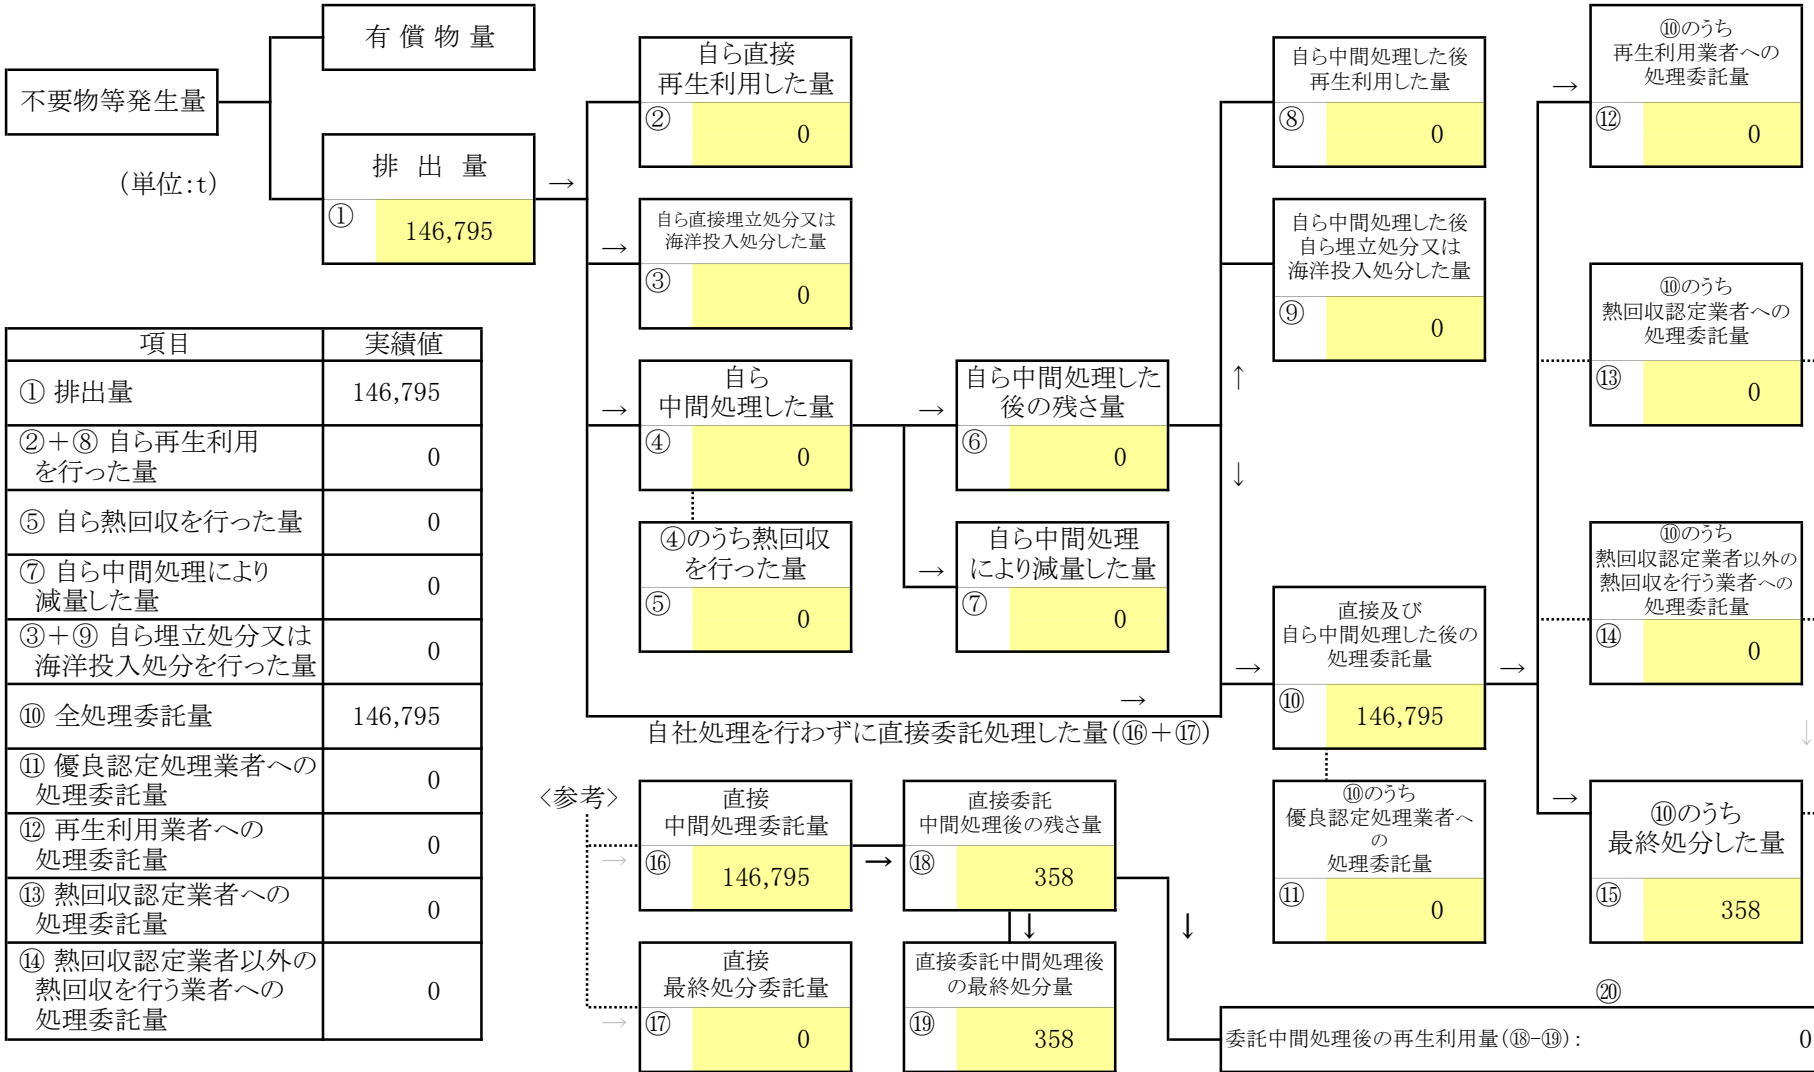 有 償 物 量
不要物等発生量
(単位:t)
排 出 量
①
146,795
→
自ら直接
再生利用した量
②
0
→
自ら直接埋立処分又は
海洋投入処分した量
③
0
→
自ら
中間処理した量
④
0
④のうち熱回収
を行った量
⑤
0
→
自ら中間処理した
後の残さ量
⑥
0
→
自ら中間処理
により減量した量
⑦
0
↑
↓
自ら中間処理した後
再生利用した量
⑧
0
自ら中間処理した後
自ら埋立処分又は
海洋投入処分した量
⑨
0
→
自社処理を行わずに直接委託処理した量(⑯+⑰)
→
直接及び
自ら中間処理した後の
処理委託量
⑩
146,795
→
⑩のうち
優良認定処理業者へ
の
処理委託量
⑪
0
→
⑩のうち
再生利用業者への
処理委託量
⑫
0
⑩のうち
熱回収認定業者への
処理委託量
⑬
0
⑩のうち
熱回収認定業者以外の
熱回収を行う業者への
処理委託量
⑭
0
↓
→
⑩のうち
最終処分した量
⑮
358
項目 実績値
① 排出量 146,795
②+⑧ 自ら再生利用
を行った量 0
⑤ 自ら熱回収を行った量 0
⑦ 自ら中間処理により
減量した量 0
③+⑨ 自ら埋立処分又は
海洋投入処分を行った量 0
⑩ 全処理委託量 146,795
⑪ 優良認定処理業者への
処理委託量 0
⑫ 再生利用業者への
処理委託量 0
⑬ 熱回収認定業者への
処理委託量 0
⑭ 熱回収認定業者以外の
熱回収を行う業者への
処理委託量 0
<参考>
→
直接
中間処理委託量
⑯
146,795
→
直接委託
中間処理後の残さ量
⑱
358
↓
↓
→
直接
最終処分委託量
⑰
0
直接委託中間処理後
の最終処分量
⑲
358
⑳
委託中間処理後の再生利用量(⑱-⑲): 0